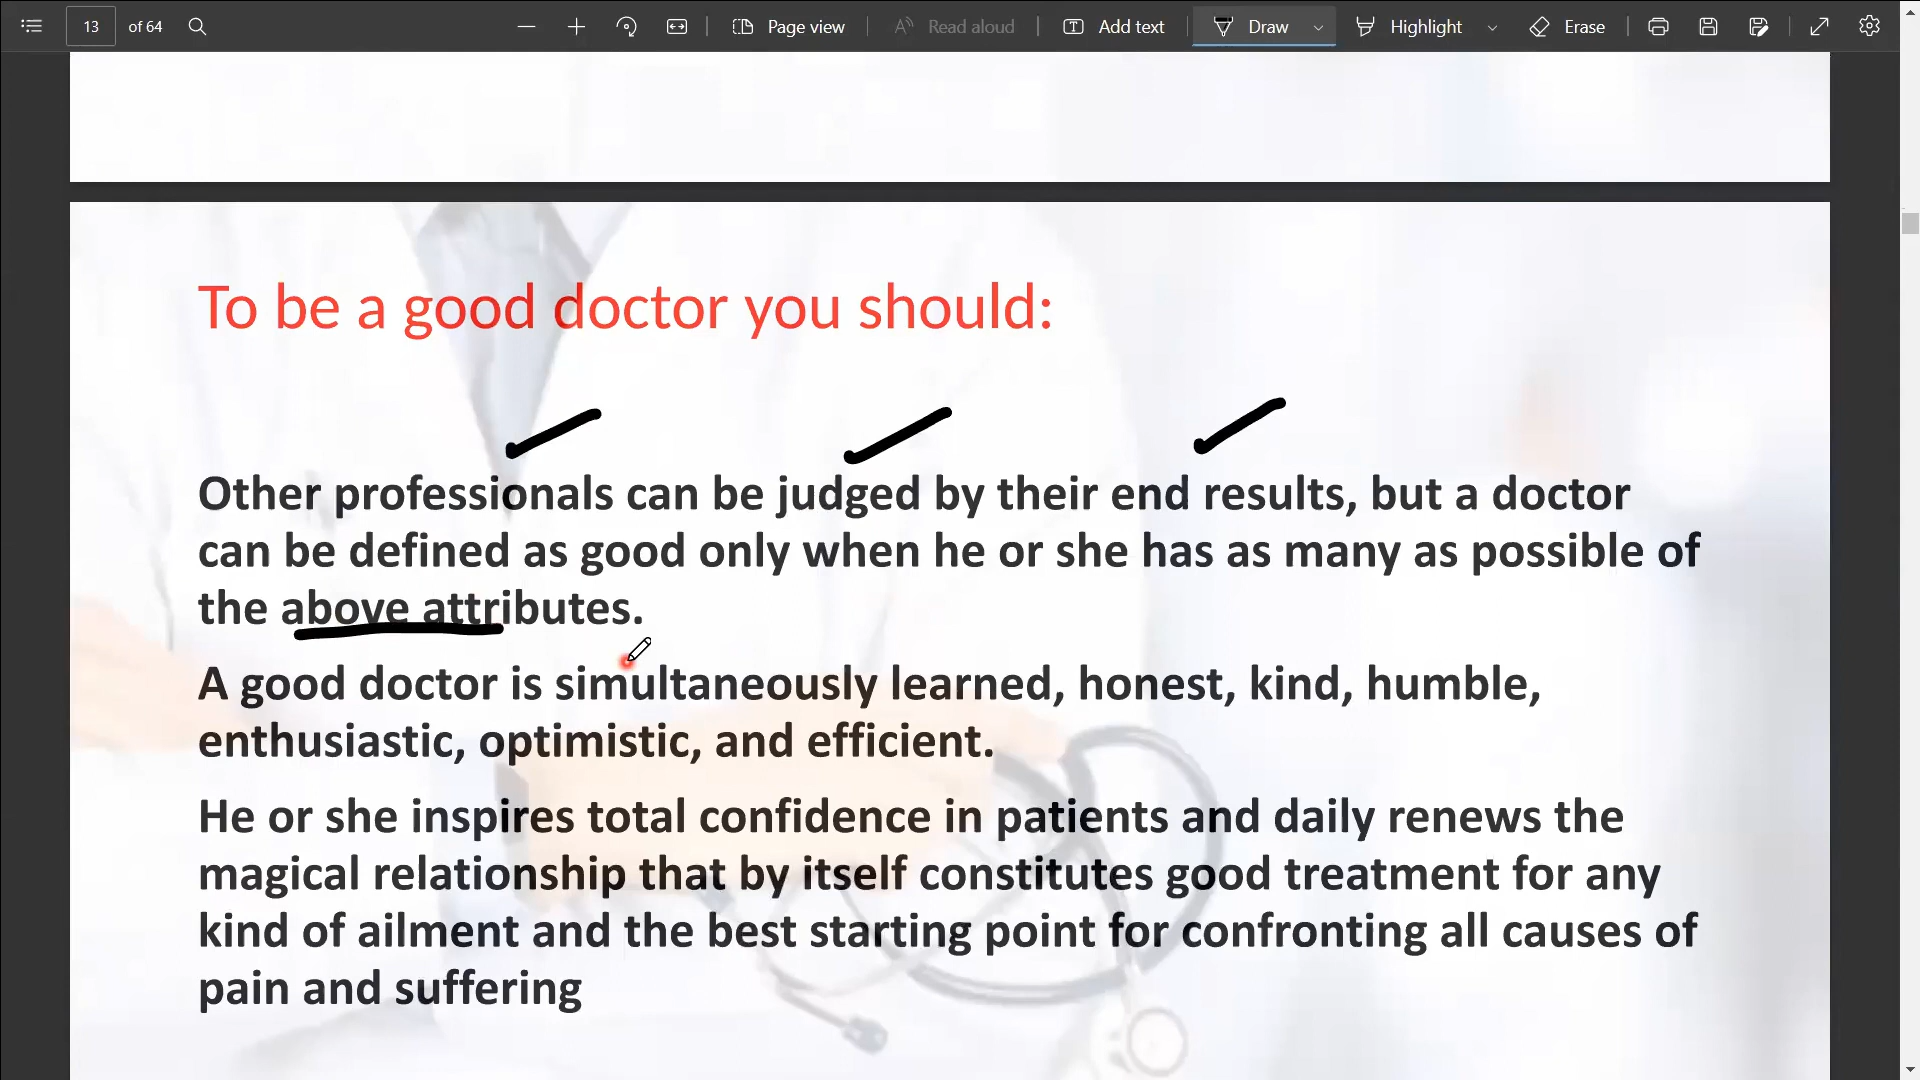 13 of 64 Page view Read aloud Add text Draw Highlight Erase
To be a good doctor you should:
Other professionals can be judged by their end results, but a doctor
can be defined as good only when he or she has as many as possible of
the above attributes.
A good doctor is simultaneously learned, honest, kind, humble,
enthusiastic, optimistic, and efficient.
He or she inspires total confidence in patients and daily renews the
magical relationship that by itself constitutes good treatment for any
kind of ailment and the best starting point for confronting all causes of
pain and suffering